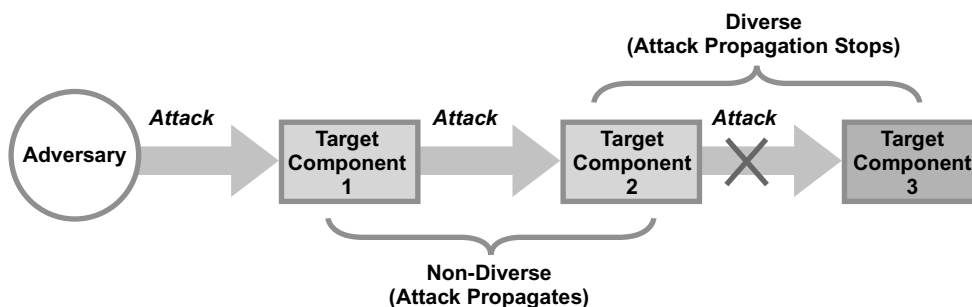 Diverse
(Attack Propagation Stops)
Attack
Attack
Attack
Adversary
Target
Component
1
Target
Component
2
Target
Component
3
Non-Diverse
(Attack Propagates)